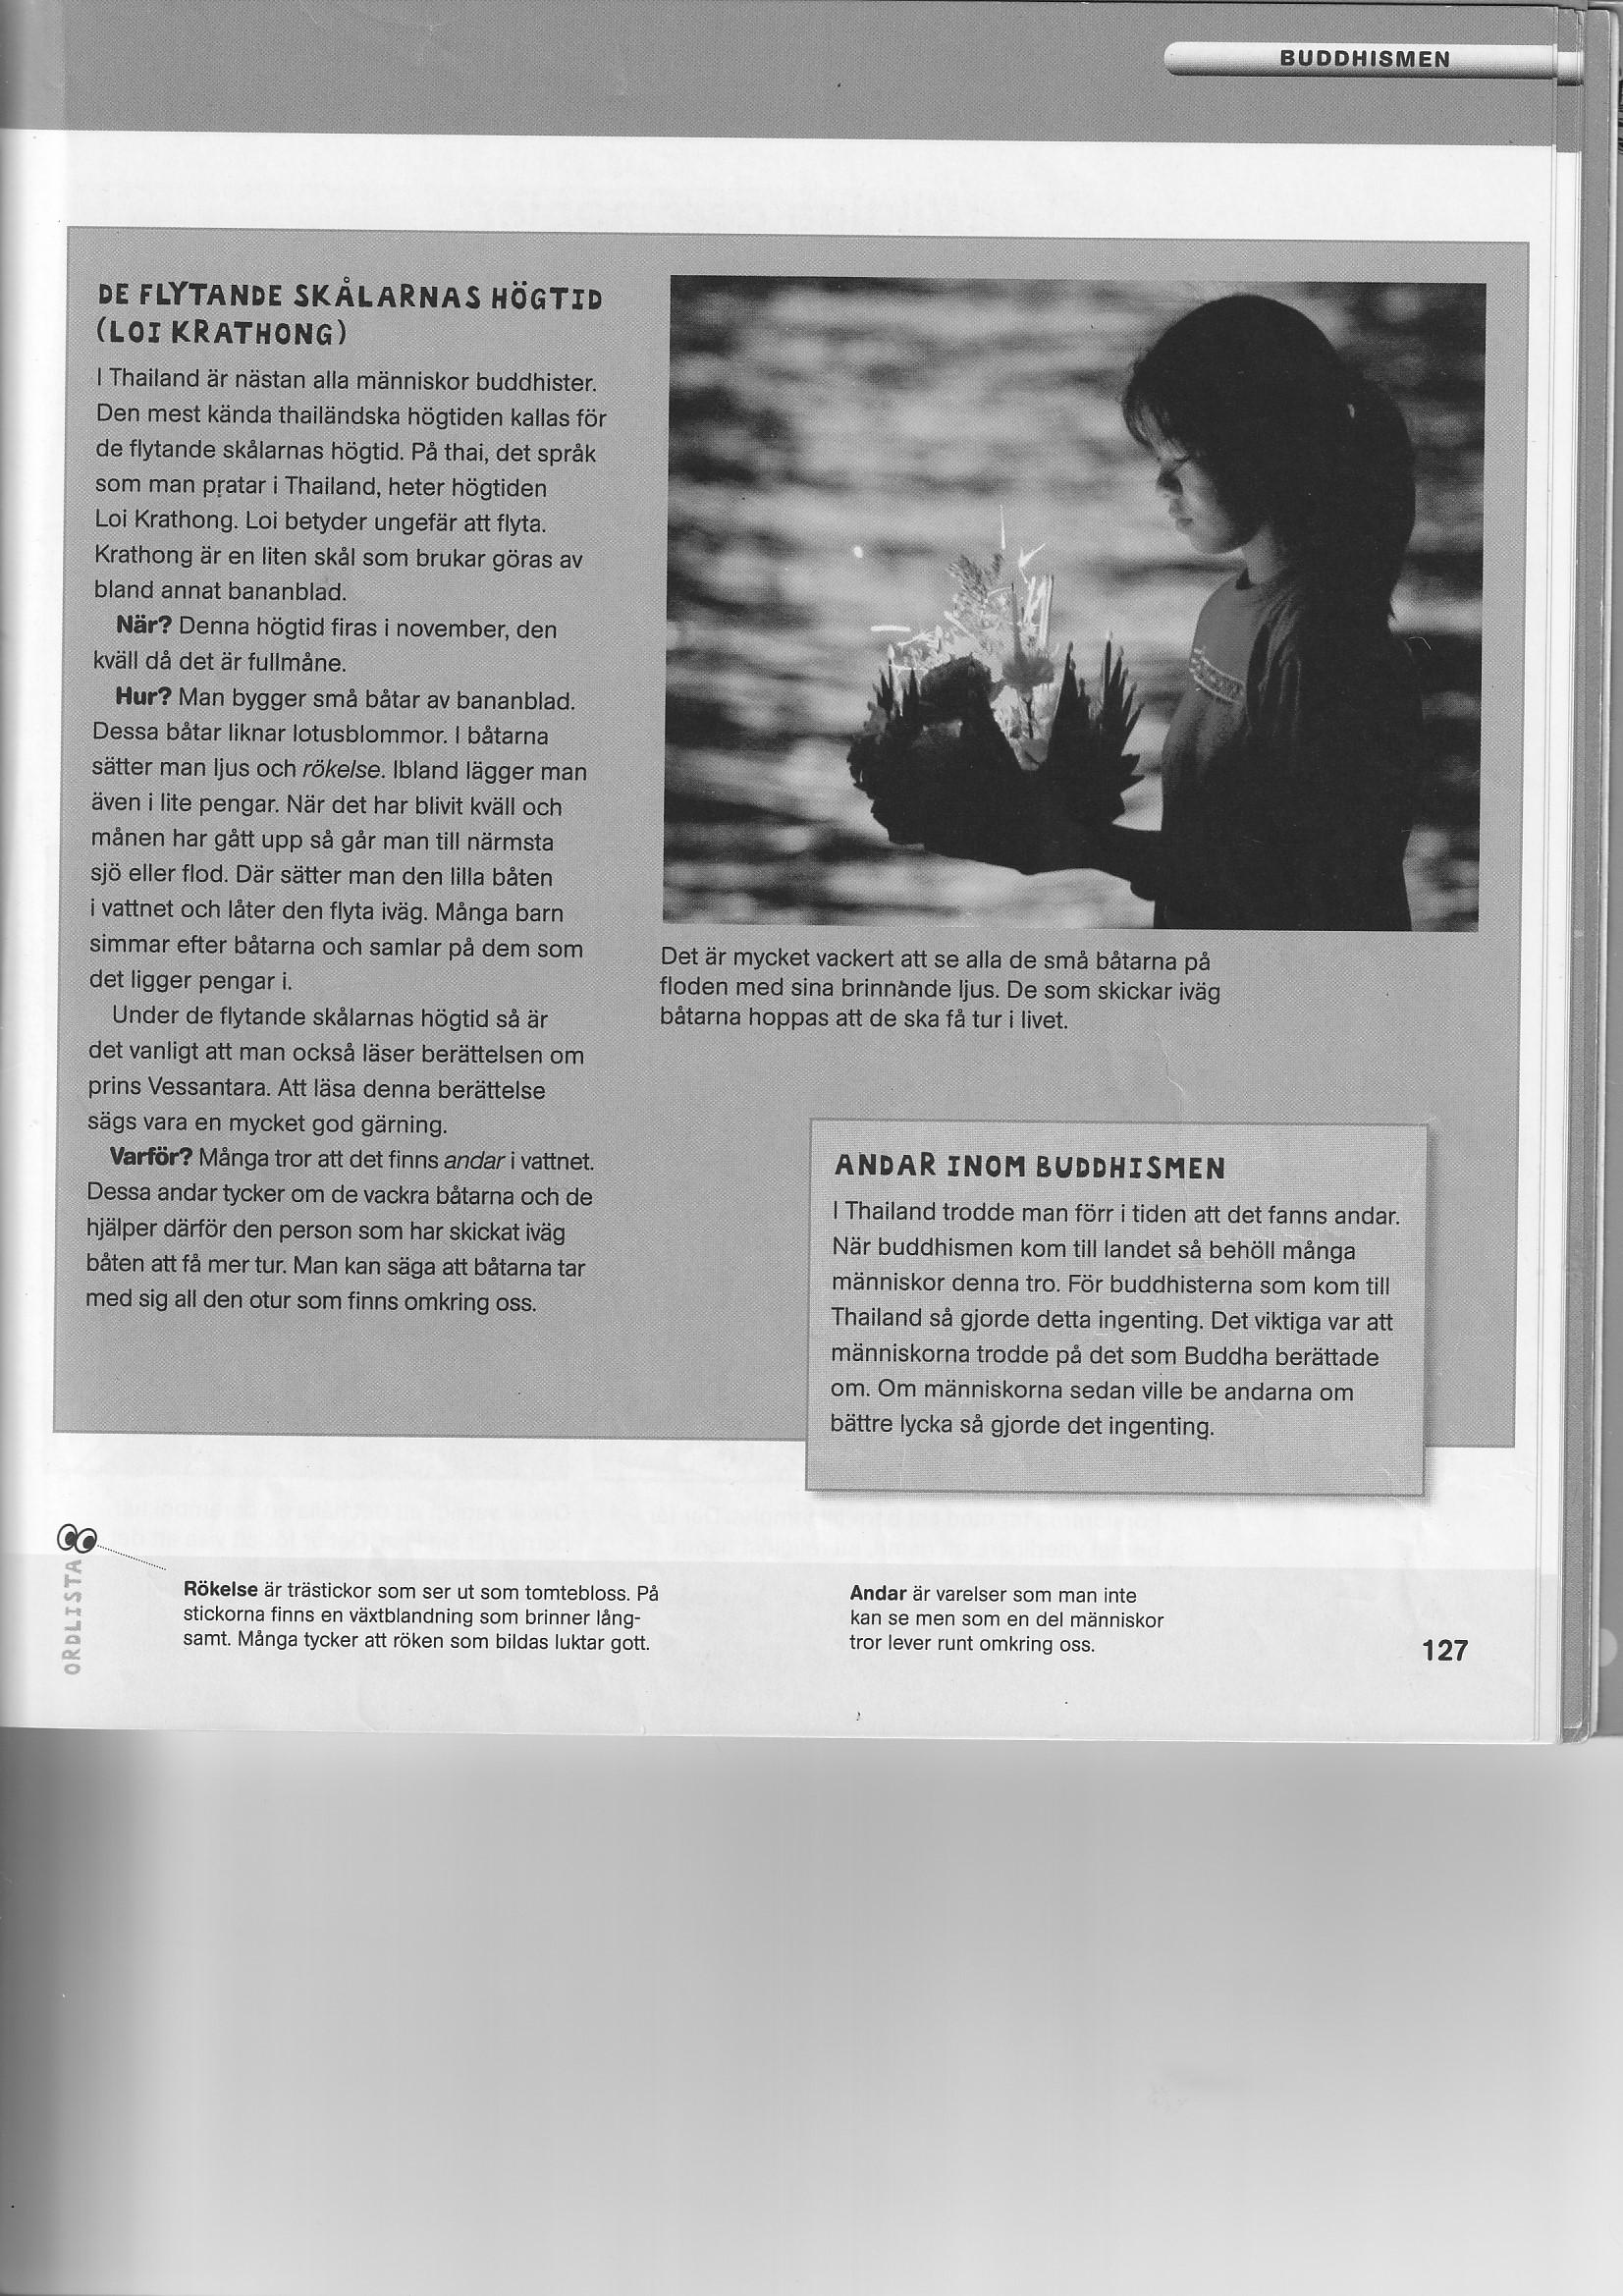 BUDDHISMEN
DE FLYTANDE SKÅLARNAS HÖGTID
(LOI KRATHONG)
I Thailand är nästan alla människor buddhister.
Den mest kända thailändska högtiden kallas för
de flytande skålarnas högtid. På thai, det språk
som man pratar i Thailand, heter högtiden
Loi Krathong. Loi betyder ungefär att flyta.
Krathong är en liten skål som brukar göras av
bland annat bananblad.
När? Denna högtid firas i november, den
kväll då det är fullmåne.
Hur? Man bygger små båtar av bananblad.
Dessa båtar liknar lotusblommor. I båtarna
sätter man ljus och rökelse. Ibland lägger man
även i lite pengar. När det har blivit kväll och
månen har gått upp så går man till närmsta
sjö eller flod. Där sätter man den lilla båten
i vattnet och låter den flyta iväg. Många barn
simmar efter båtarna och samlar på dem som
det ligger pengar i.
Under de flytande skålarnas högtid så är
det vanligt att man också läser berättelsen om
prins Vessantara. Att läsa denna berättelse
sägs vara en mycket god gärning.
Varför? Många tror att det finns andar i vattnet.
Dessa andar tycker om de vackra båtarna och de
hjälper därför den person som har skickat iväg
båten att få mer tur. Man kan säga att båtarna tar
med sig all den otur som finns omkring oss.
Det är mycket vackert att se alla de små båtarna på
floden med sina brinnande ljus. De som skickar iväg
båtarna hoppas att de ska få tur i livet.
ANDAR INOM BUDDHISMEN
I Thailand trodde man förr i tiden att det fanns andar.
När buddhismen kom till landet så behöll många
människor denna tro. För buddhisterna som kom till
Thailand så gjorde detta ingenting. Det viktiga var att
människorna trodde på det som Buddha berättade
om. Om människorna sedan ville be andarna om
bättre lycka så gjorde det ingenting.
ORDLISTA
Rökelse är trästickor som ser ut som tomtebloss. På
stickorna finns en växtblandning som brinner lång-
samt. Många tycker att röken som bildas luktar gott.
Andar är varelser som man inte
kan se men som en del människor
tror lever runt omkring oss.
127